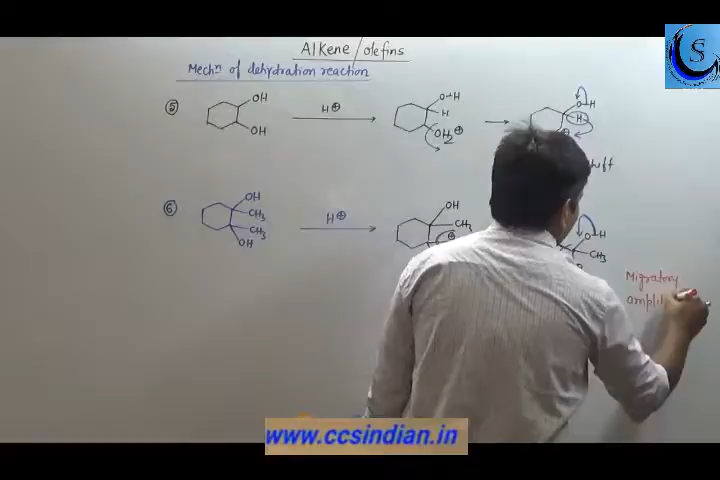 Alkene/olefins
Mechⁿ of dehydration reaction
⑤ OH OH H⊕ O-H H OH₂⊕ O-H H ⊕
⑥ OH CH₃ CH₃ OH H⊕ OH CH₃ ⊕ O-H CH₃
Migratory
S
www.ccsindian.in